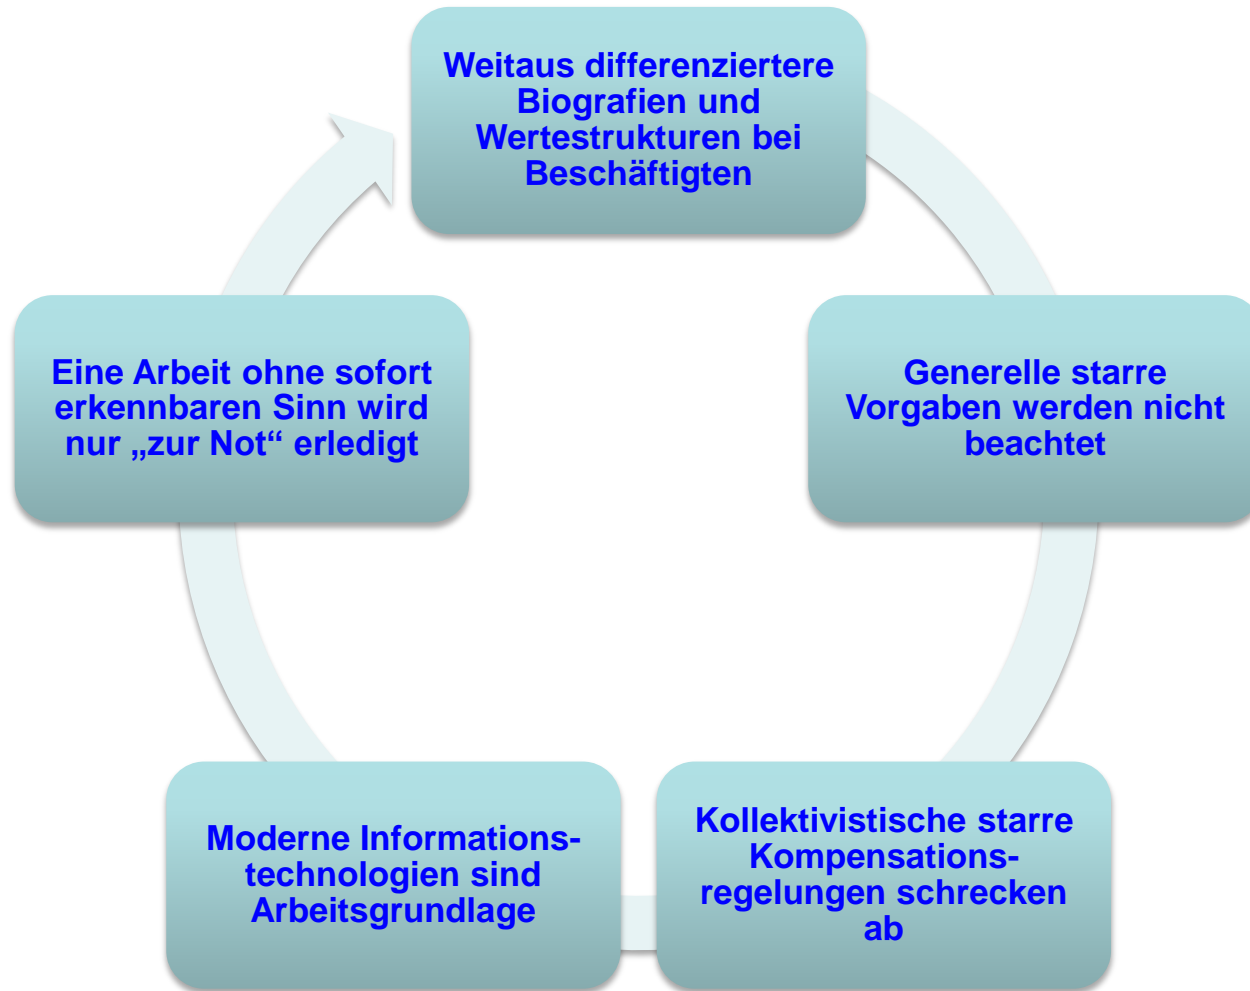 Weitaus differenziertere
Biografien und
Wertestrukturen bei
Beschäftigten
Generelle starre
Vorgaben werden nicht
beachtet
Kollektivistische starre
Kompensations-
regelungen schrecken
ab
Moderne Informations-
technologien sind
Arbeitsgrundlage
Eine Arbeit ohne sofort
erkennbaren Sinn wird
nur „zur Not“ erledigt